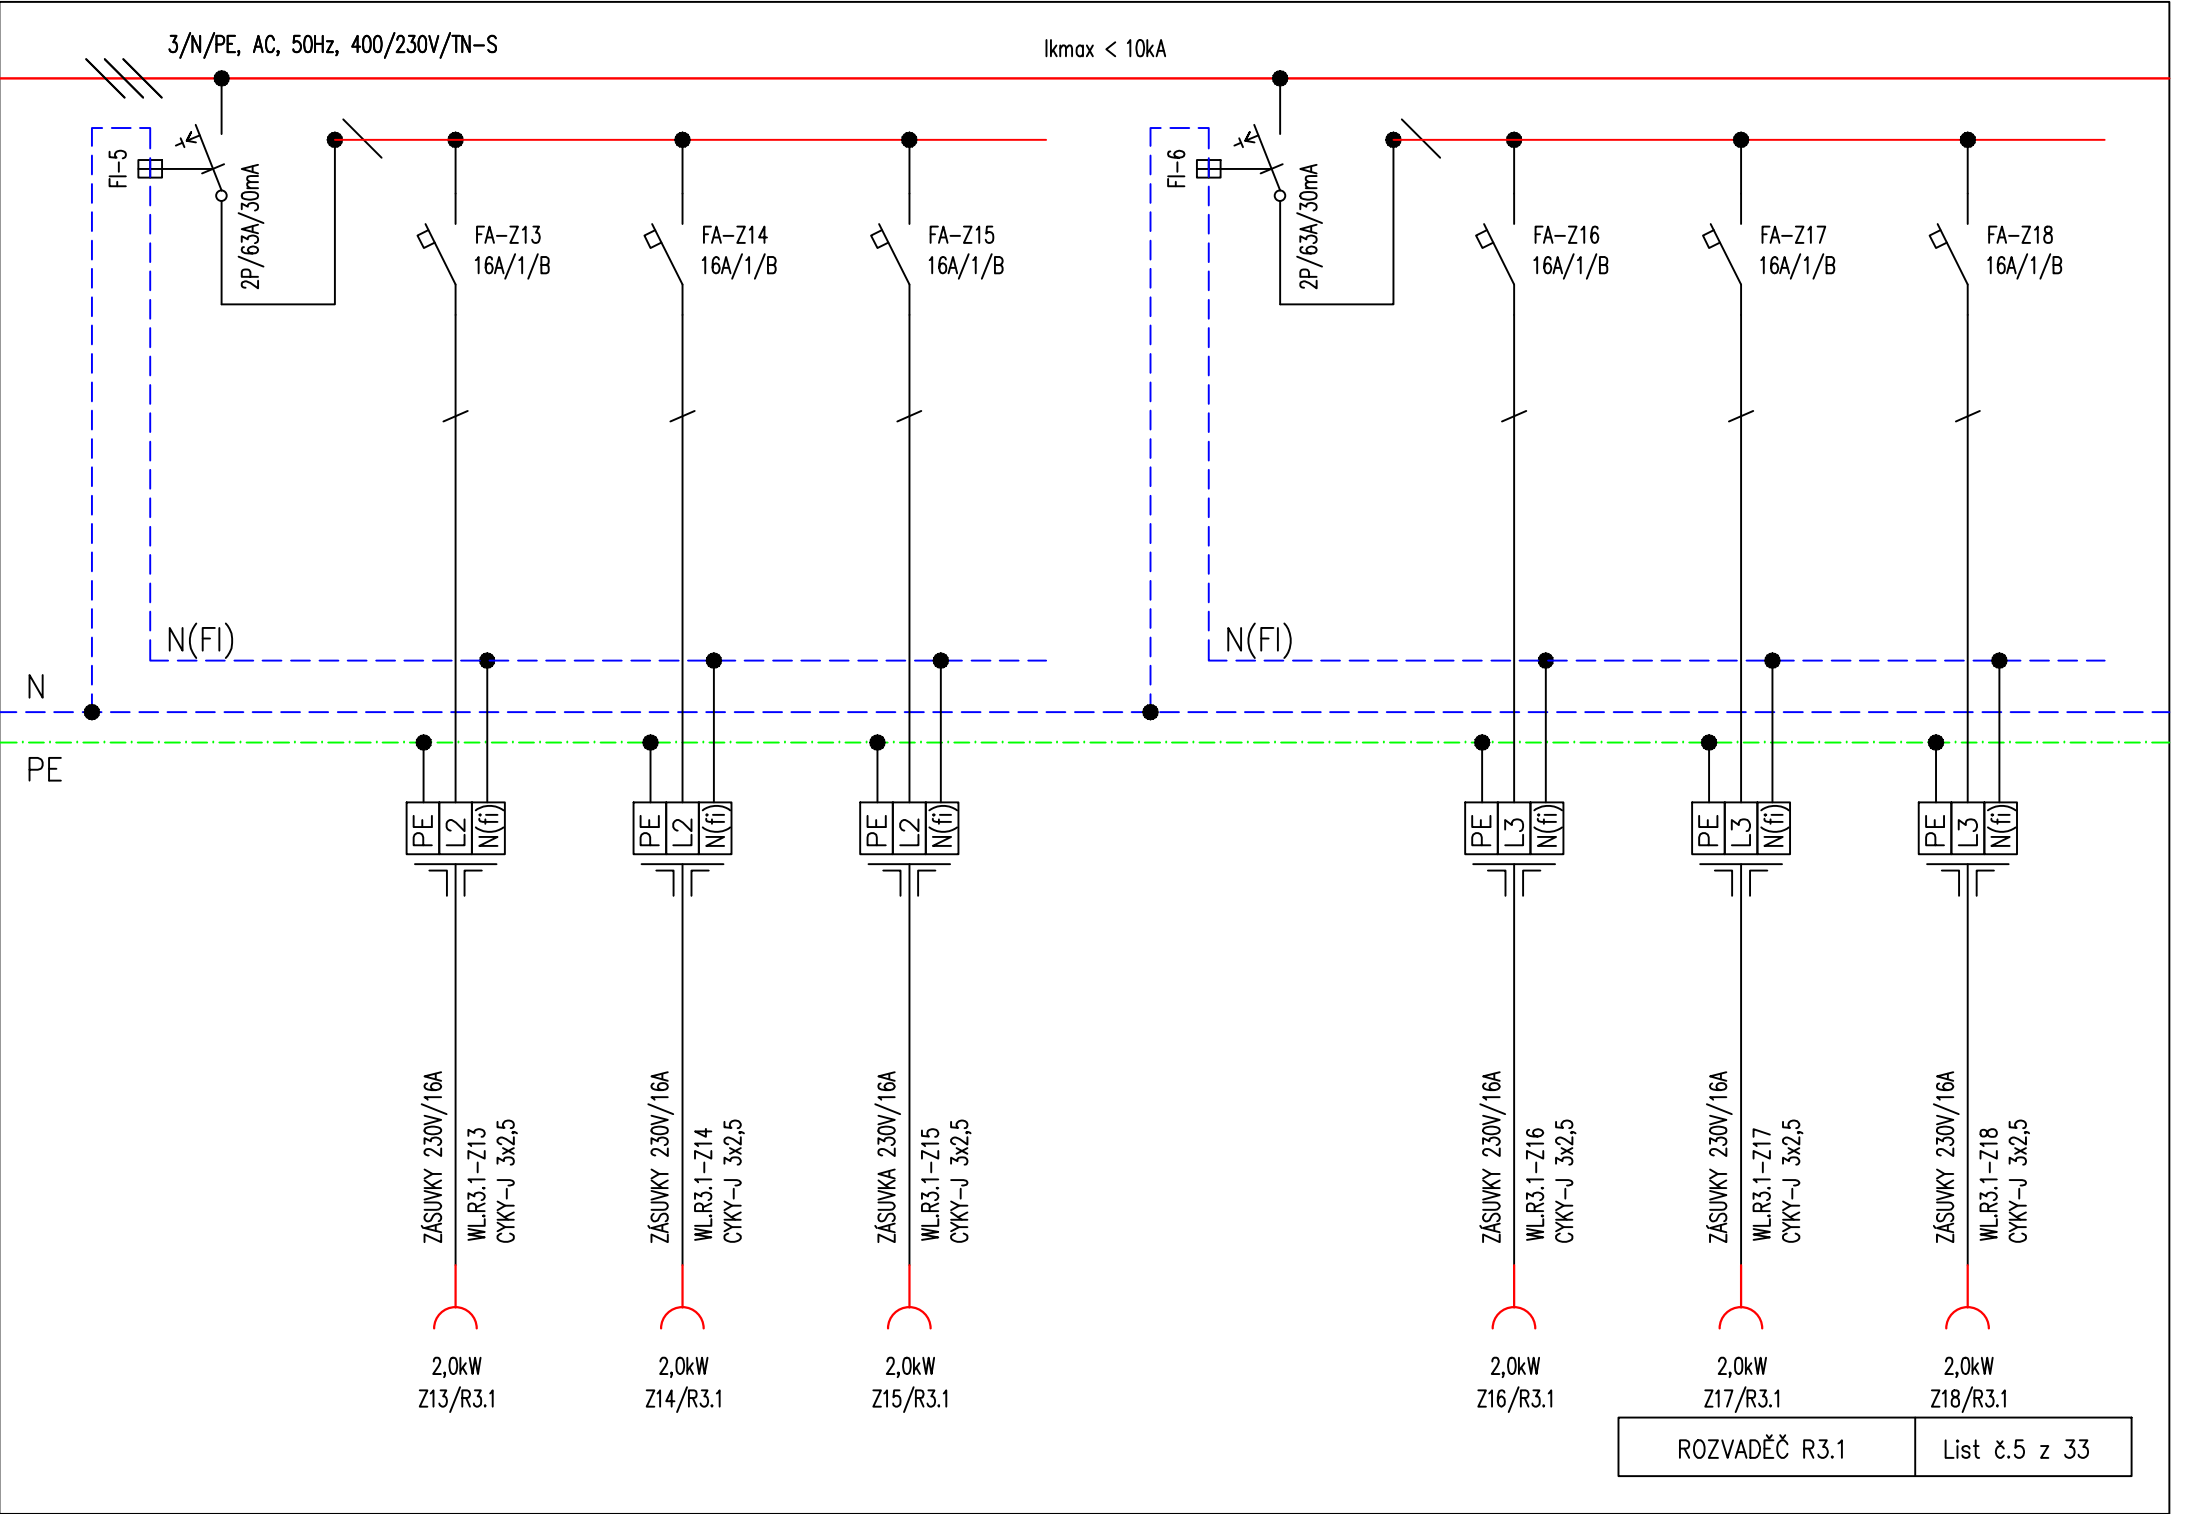 3/N/PE, AC, 50Hz, 400/230V/TN-S
Ikmax < 10kA
FI-5
2P/63A/30mA
FA-Z13
16A/1/B
FA-Z14
16A/1/B
FA-Z15
16A/1/B
FI-6
2P/63A/30mA
FA-Z16
16A/1/B
FA-Z17
16A/1/B
FA-Z18
16A/1/B
N(FI)
N(FI)
N
PE
PE L2 N(fi)
PE L2 N(fi)
PE L2 N(fi)
PE L3 N(fi)
PE L3 N(fi)
PE L3 N(fi)
ZÁSUVKY 230V/16A
WL.R3.1-Z13
CYKY-J 3x2,5
ZÁSUVKY 230V/16A
WL.R3.1-Z14
CYKY-J 3x2,5
ZÁSUVKA 230V/16A
WL.R3.1-Z15
CYKY-J 3x2,5
ZÁSUVKY 230V/16A
WL.R3.1-Z16
CYKY-J 3x2,5
ZÁSUVKY 230V/16A
WL.R3.1-Z17
CYKY-J 3x2,5
ZÁSUVKY 230V/16A
WL.R3.1-Z18
CYKY-J 3x2,5
2,0kW
Z13/R3.1
2,0kW
Z14/R3.1
2,0kW
Z15/R3.1
2,0kW
Z16/R3.1
2,0kW
Z17/R3.1
2,0kW
Z18/R3.1
ROZVADĚČ R3.1
List č.5 z 33